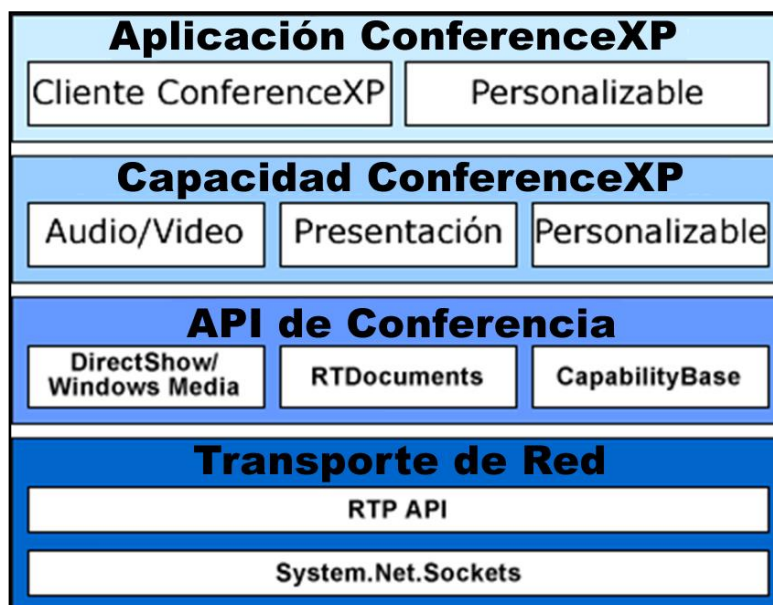 Aplicación ConferenceXP
Cliente ConferenceXP
Personalizable
Capacidad ConferenceXP
Audio/Video
Presentación
Personalizable
API de Conferencia
DirectShow/
Windows Media
RTDocuments
CapabilityBase
Transporte de Red
RTP API
System.Net.Sockets